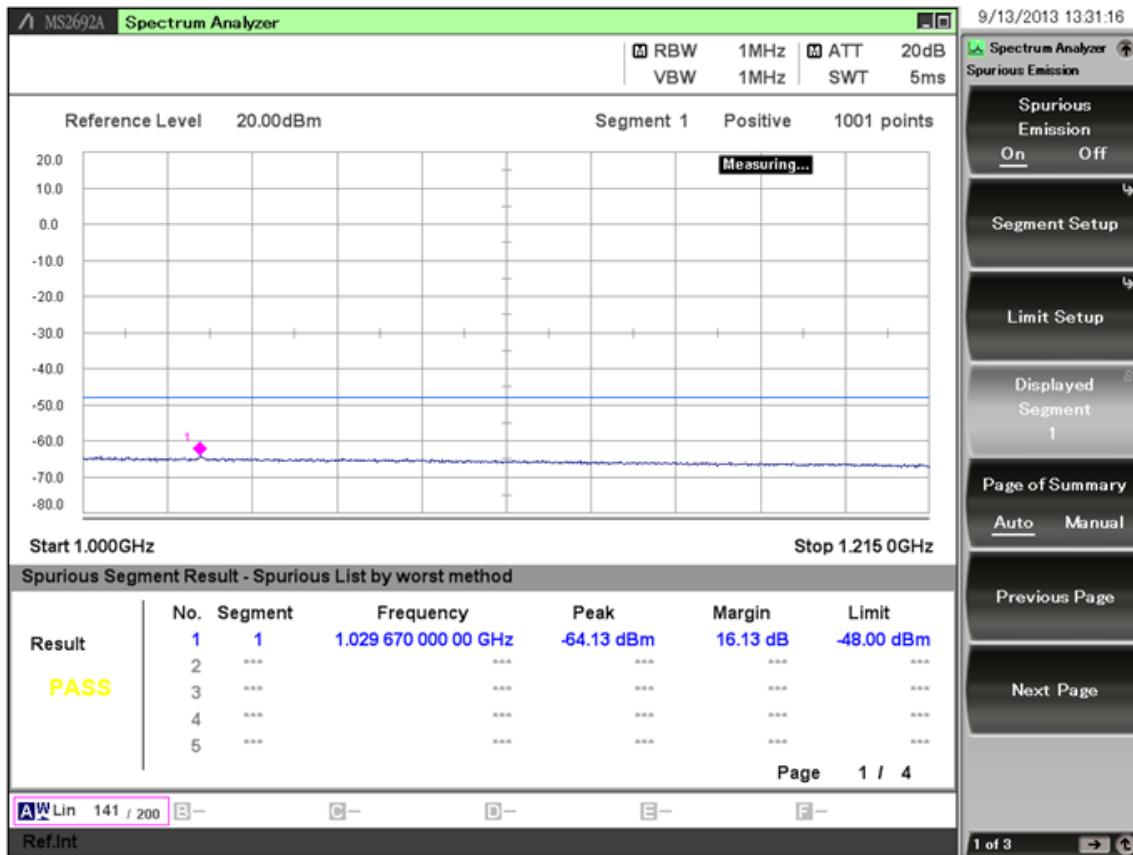 MS2692A Spectrum Analyzer
9/13/2013 13:31:16
M RBW 1MHz M ATT 20dB
VBW 1MHz SWT 5ms
Reference Level 20.00dBm Segment 1 Positive 1001 points
Measuring...
20.0
10.0
0.0
-10.0
-20.0
-30.0
-40.0
-50.0
-60.0
-70.0
-80.0
1
Start 1.000GHz Stop 1.215 0GHz
Spurious Segment Result - Spurious List by worst method
No. Segment Frequency Peak Margin Limit
Result
PASS
1 1 1.029 670 000 00 GHz -64.13 dBm 16.13 dB -48.00 dBm
2 *** *** *** *** ***
3 *** *** *** *** ***
4 *** *** *** *** ***
5 *** *** *** *** ***
Page 1 / 4
A W Lin 141 / 200 B- C- D- E- F-
Ref.Int
Spectrum Analyzer
Spurious Emission
Spurious
Emission
On Off
Segment Setup
Limit Setup
Displayed
Segment
1
Page of Summary
Auto Manual
Previous Page
Next Page
1 of 3